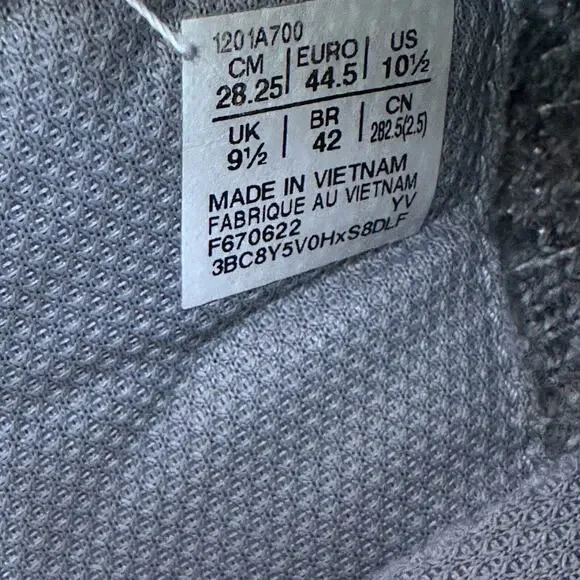 1201A700
CM | EURO | US
28.25 | 44.5 | 10½
UK | BR | CN
9½ | 42 | 282.5(2.5)
MADE IN VIETNAM
FABRIQUE AU VIETNAM
F670622 YV
3BC8Y5V0HxS8DLF